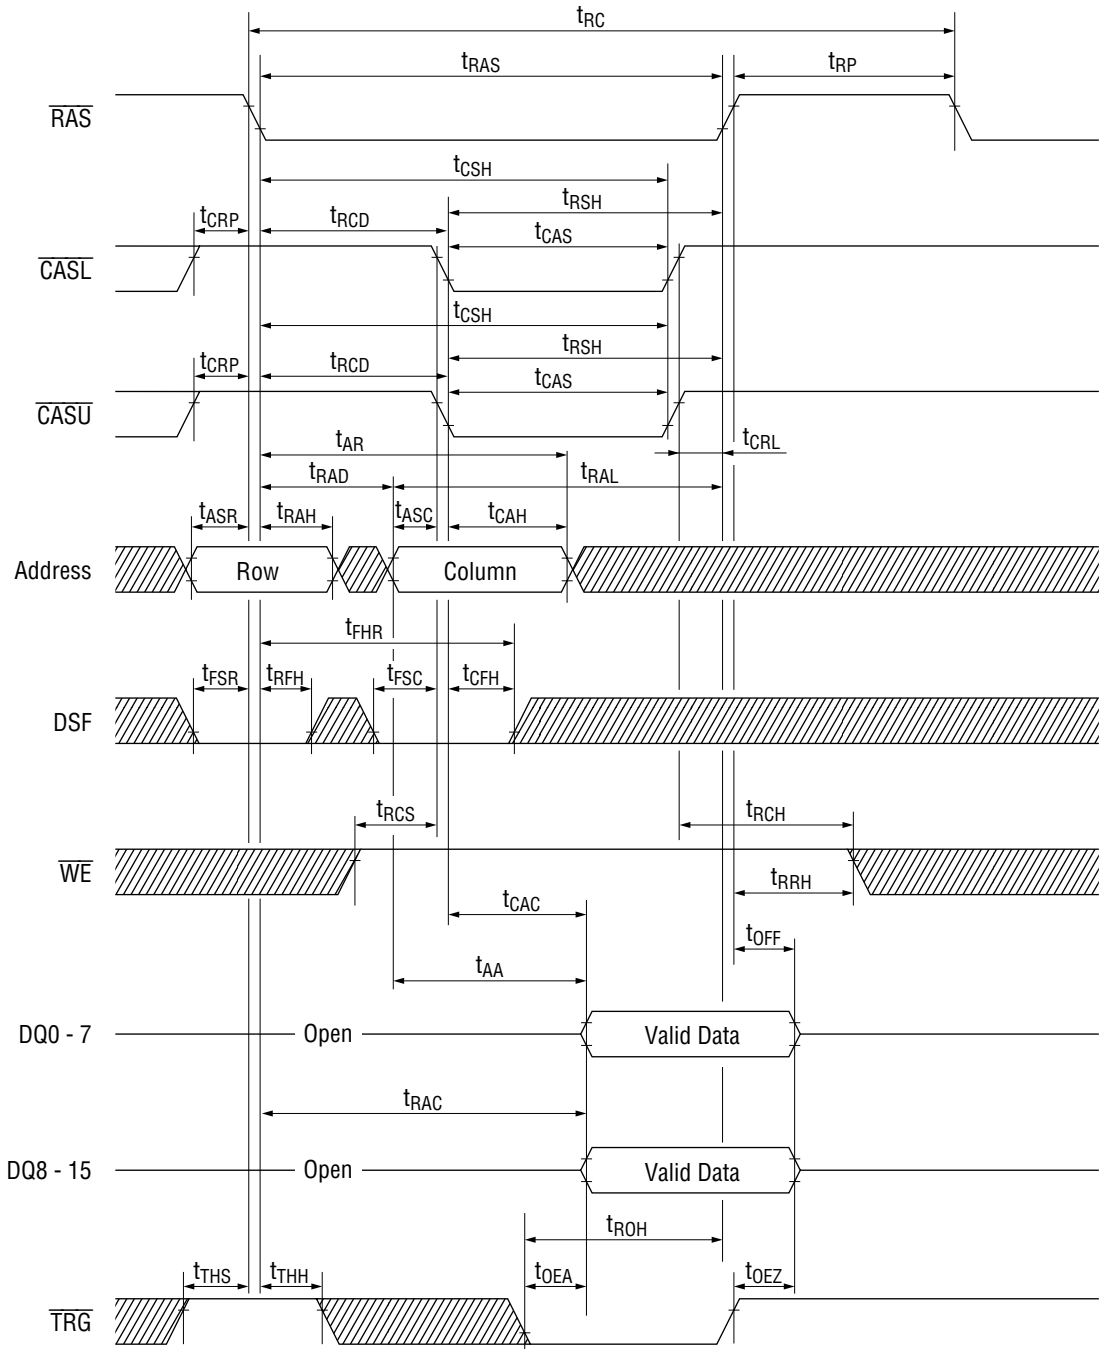 tRC
tRAS tRP
RAS
tCSH
tRSH
tCRP tRCD tCAS
CASL
tCSH
tRSH
tCRP tRCD tCAS
CASU
tAR tCRL
tRAD tRAL
tASR tRAH tASC tCAH
Address Row Column
tFHR
tFSR tRFH tFSC tCFH
DSF
tRCS tRCH
WE
tRRH
tCAC
tOFF
tAA
DQ0 - 7 Open Valid Data
tRAC
DQ8 - 15 Open Valid Data
tROH
tTHS tTHH tOEA tOEZ
TRG